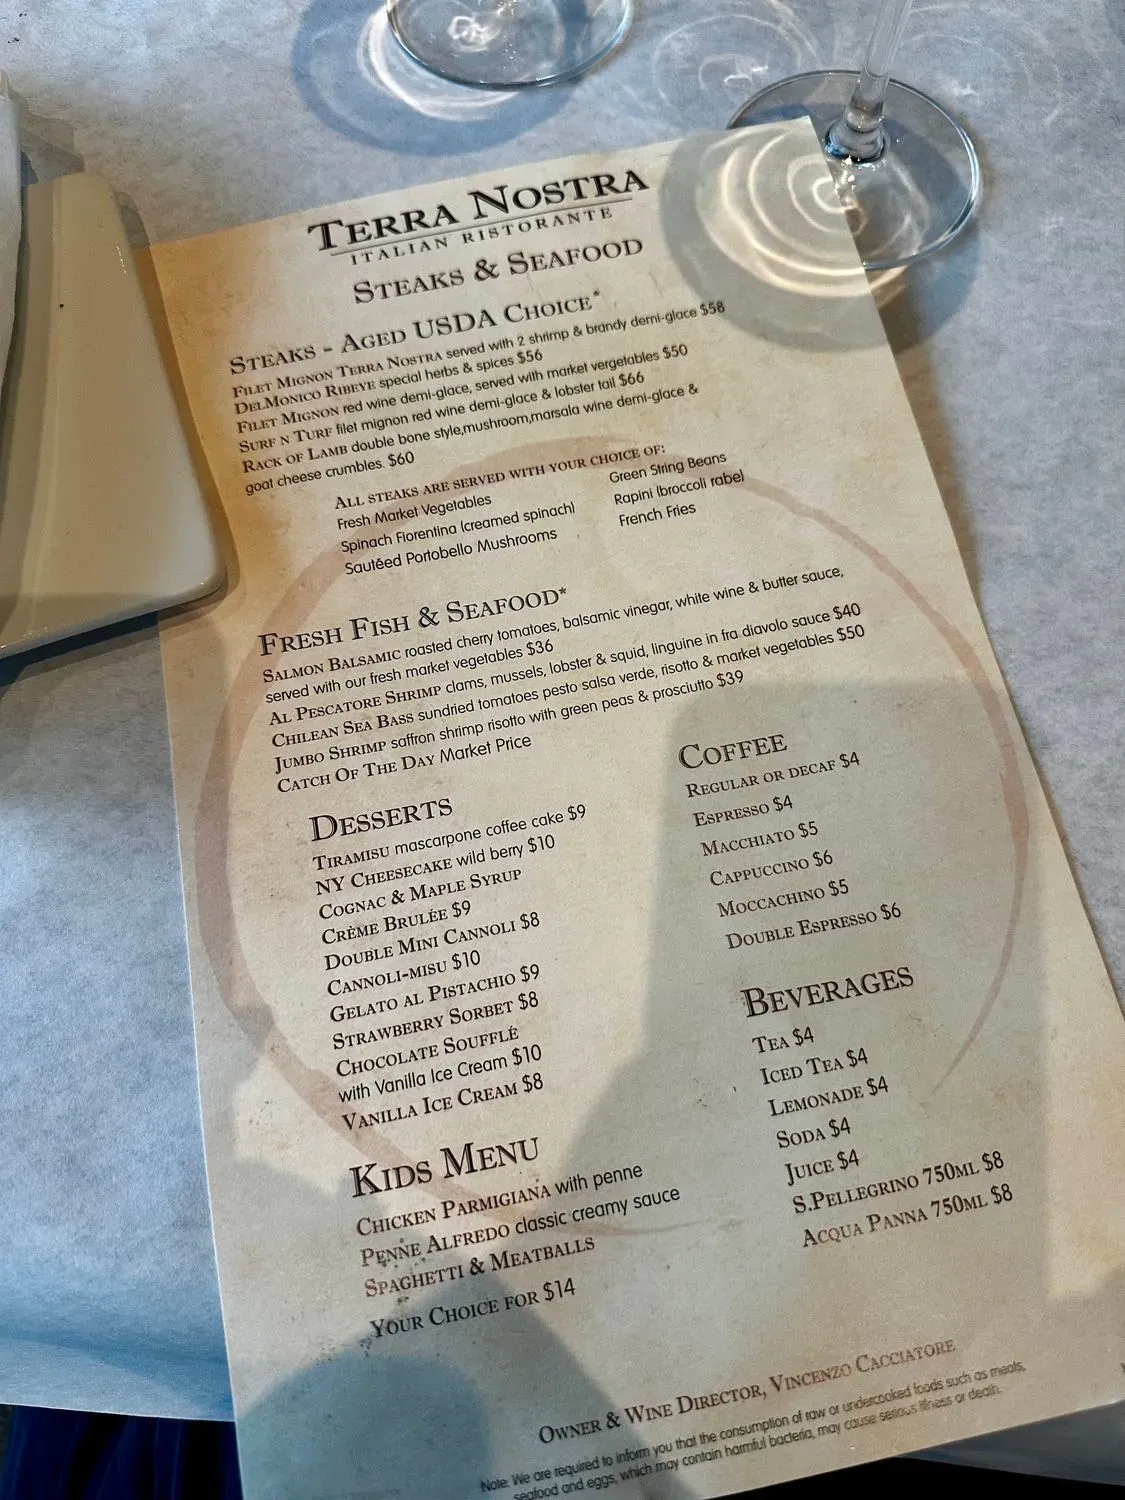 TERRA NOSTRA
ITALIAN RISTORANTE
STEAKS & SEAFOOD
STEAKS - AGED USDA CHOICE*
FILET MIGNON TERRA NOSTRA served with 2 shrimp & brandy demi-glace $58
DELMONICO RIBEYE special herbs & spices $56
FILET MIGNON red wine demi-glace, served with market vergetables $50
SURF N TURF filet mignon red wine demi-glace & lobster tail $66
RACK OF LAMB double bone style,mushroom,marsala wine demi-glace &
goat cheese crumbles. $60
ALL STEAKS ARE SERVED WITH YOUR CHOICE OF:
Fresh Market Vegetables
Spinach Fiorentina (creamed spinach)
Sautéed Portobello Mushrooms
Green String Beans
Rapini (broccoli rabe)
French Fries
FRESH FISH & SEAFOOD*
SALMON BALSAMIC roasted cherry tomatoes, balsamic vinegar, white wine & butter sauce,
served with our fresh market vegetables $36
AL PESCATORE SHRIMP clams, mussels, lobster & squid, linguine in fra diavolo sauce $40
CHILEAN SEA BASS sundried tomatoes pesto salsa verde, risotto & market vegetables $50
JUMBO SHRIMP saffron shrimp risotto with green peas & prosciutto $39
CATCH OF THE DAY Market Price
DESSERTS
TIRAMISU mascarpone coffee cake $9
NY CHEESECAKE wild berry $10
COGNAC & MAPLE SYRUP
CRÈME BRULÉE $9
DOUBLE MINI CANNOLI $8
CANNOLI-MISU $10
GELATO AL PISTACHIO $9
STRAWBERRY SORBET $8
CHOCOLATE SOUFFLÉ
with Vanilla Ice Cream $10
VANILLA ICE CREAM $8
KIDS MENU
CHICKEN PARMIGIANA with penne
PENNE ALFREDO classic creamy sauce
SPAGHETTI & MEATBALLS
YOUR CHOICE FOR $14
COFFEE
REGULAR OR DECAF $4
ESPRESSO $4
MACCHIATO $5
CAPPUCCINO $6
MOCCACHINO $5
DOUBLE ESPRESSO $6
BEVERAGES
TEA $4
ICED TEA $4
LEMONADE $4
SODA $4
JUICE $4
S.PELLEGRINO 750ML $8
ACQUA PANNA 750ML $8
OWNER & WINE DIRECTOR, VINCENZO CACCIATORE
Note: We are required to inform you that the consumption of raw or undercooked foods such as meats,
seafood and eggs, which may contain harmful bacteria, may cause serious illness or death.